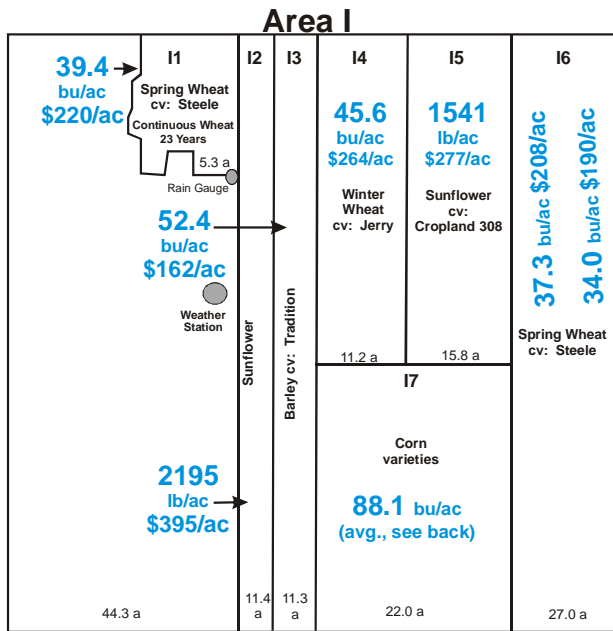 Area I
I1
Spring Wheat
cv: Steele
Continuous Wheat
23 Years
5.3 a
Rain Gauge
39.4
bu/ac
$220/ac
52.4
bu/ac
$162/ac
Weather
Station
2195
lb/ac
$395/ac
44.3 a
I2
Sunflower
11.4
a
I3
Barley cv: Tradition
11.3
a
I4
45.6
bu/ac
$264/ac
Winter
Wheat
cv: Jerry
11.2 a
I5
1541
lb/ac
$277/ac
Sunflower
cv:
Cropland 308
15.8 a
I7
Corn
varieties
88.1 bu/ac
(avg., see back)
22.0 a
I6
37.3 bu/ac $208/ac
34.0 bu/ac $190/ac
Spring Wheat
cv: Steele
27.0 a